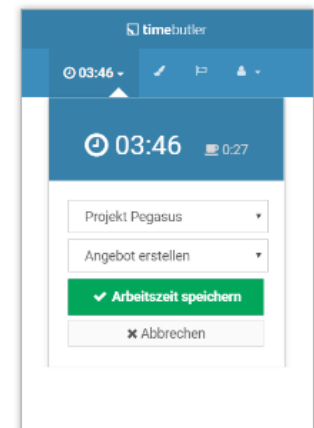 timebutler
03:46
03:46 0:27
Projekt Pegasus
Angebot erstellen
Arbeitszeit speichern
Abbrechen